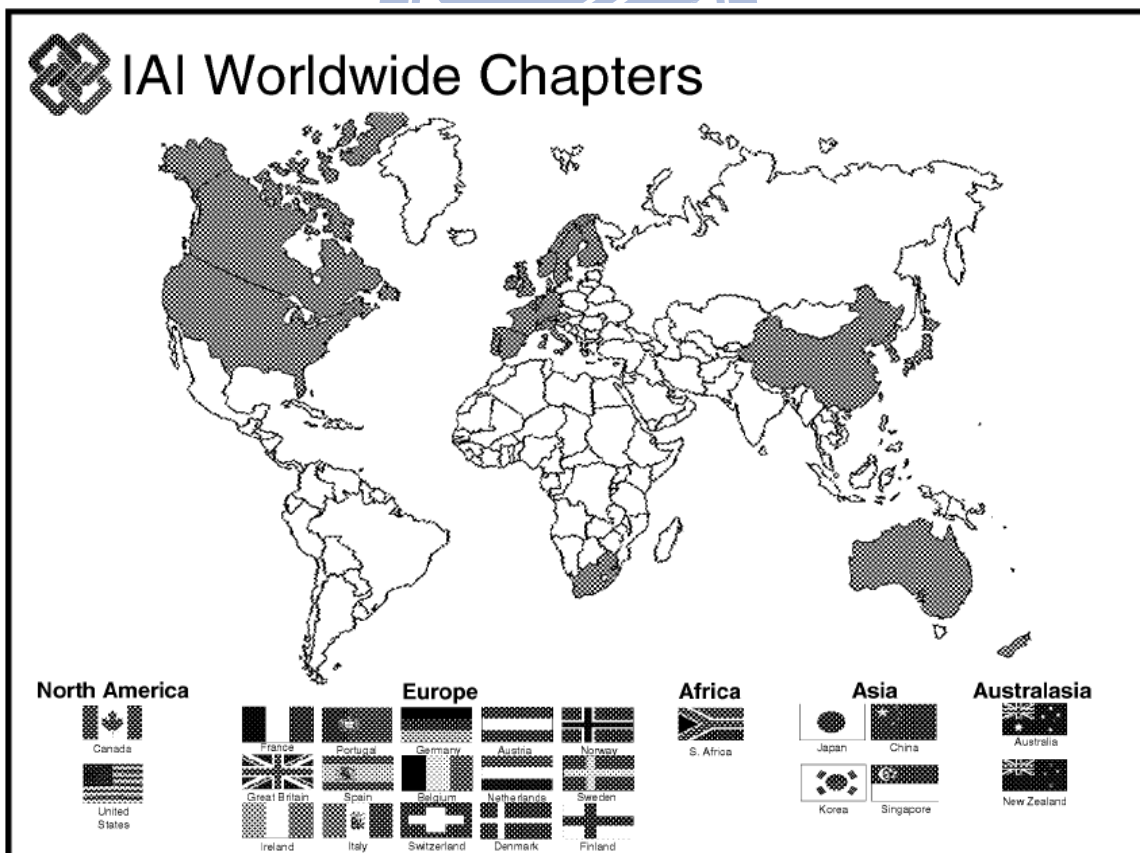 IAI Worldwide Chapters
North America
Canada
United
States
Europe
France Portugal Germany Austria Norway
Great Britain Spain Belgium Netherlands Sweden
Ireland Italy Switzerland Denmark Finland
Africa
S. Africa
Asia
Japan China
Korea Singapore
Australasia
Australia
New Zealand